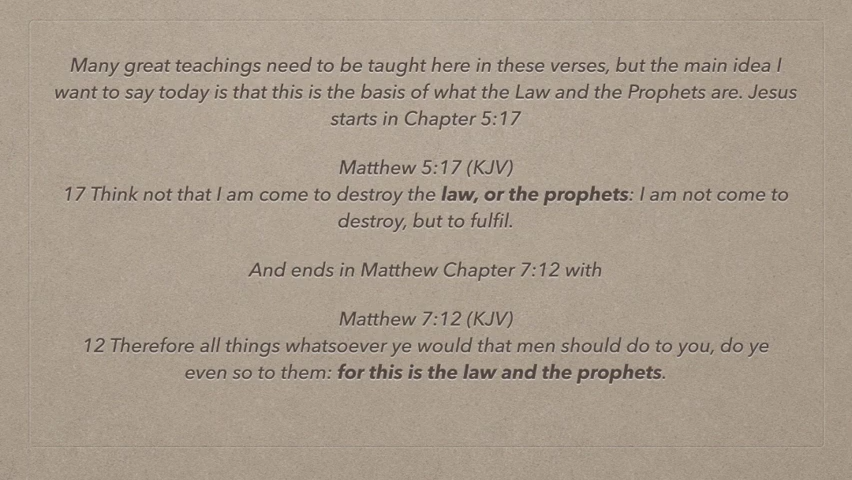 Many great teachings need to be taught here in these verses, but the main idea I
want to say today is that this is the basis of what the Law and the Prophets are. Jesus
starts in Chapter 5:17
Matthew 5:17 (KJV)
17 Think not that I am come to destroy the law, or the prophets: I am not come to
destroy, but to fulfil.
And ends in Matthew Chapter 7:12 with
Matthew 7:12 (KJV)
12 Therefore all things whatsoever ye would that men should do to you, do ye
even so to them: for this is the law and the prophets.